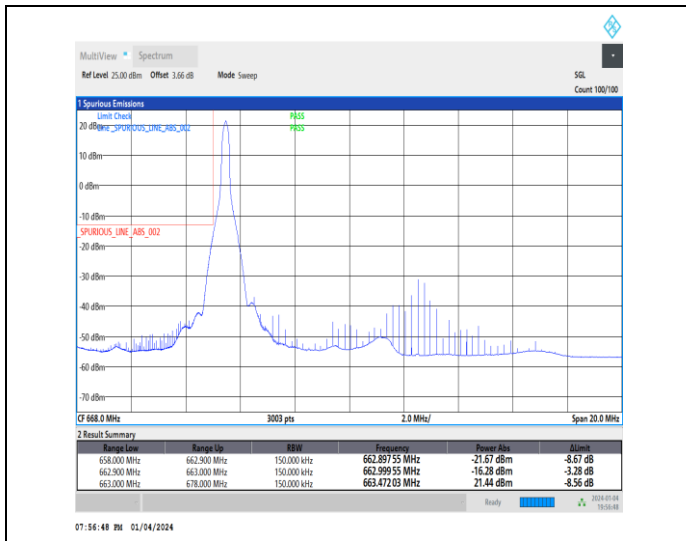 MultiView Spectrum
Ref Level 25.00 dBm Offset 3.66 dB Mode Sweep SGL
Count 100/100
1 Spurious Emissions
Limit Check PASS
20 dBm Line _SPURIOUS_LINE_ABS_002 PASS
10 dBm
0 dBm
-10 dBm
_SPURIOUS_LINE_ABS_002
-20 dBm
-30 dBm
-40 dBm
-50 dBm
-60 dBm
-70 dBm
CF 668.0 MHz 3003 pts 2.0 MHz/ Span 20.0 MHz
2 Result Summary
Range Low Range Up RBW Frequency Power Abs ΔLimit
658.000 MHz 662.900 MHz 150.000 kHz 662.897 55 MHz -21.67 dBm -8.67 dB
662.900 MHz 663.000 MHz 150.000 kHz 662.999 55 MHz -16.28 dBm -3.28 dB
663.000 MHz 678.000 MHz 150.000 kHz 663.472 03 MHz 21.44 dBm -8.56 dB
Ready 2024-01-04
19:56:48
07:56:48 PM 01/04/2024